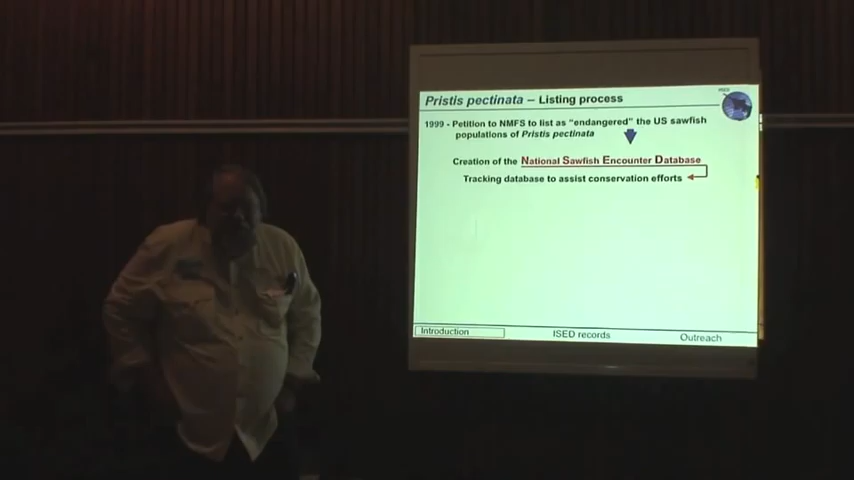 Pristis pectinata – Listing process
ISED
1999 - Petition to NMFS to list as “endangered” the US sawfish
populations of Pristis pectinata
Creation of the National Sawfish Encounter Database
Tracking database to assist conservation efforts
Introduction
ISED records
Outreach